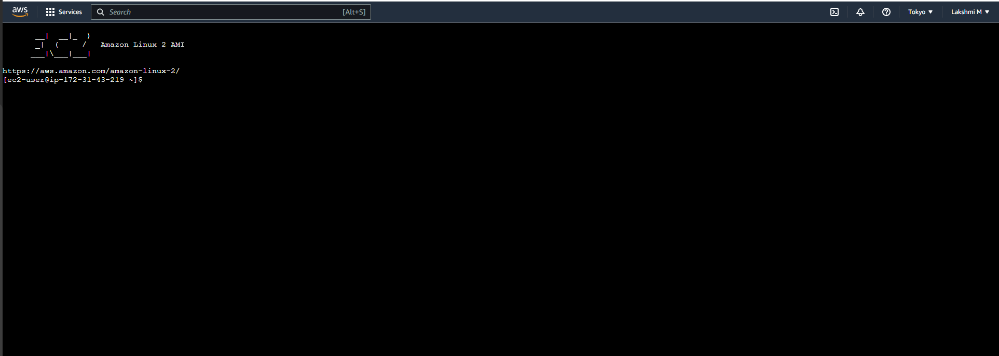 aws Services Search [Alt+S] Tokyo Lakshmi M
__|  __|_  )
_|  (     /   Amazon Linux 2 AMI
___|\___|___|
https://aws.amazon.com/amazon-linux-2/
[ec2-user@ip-172-31-43-219 ~]$